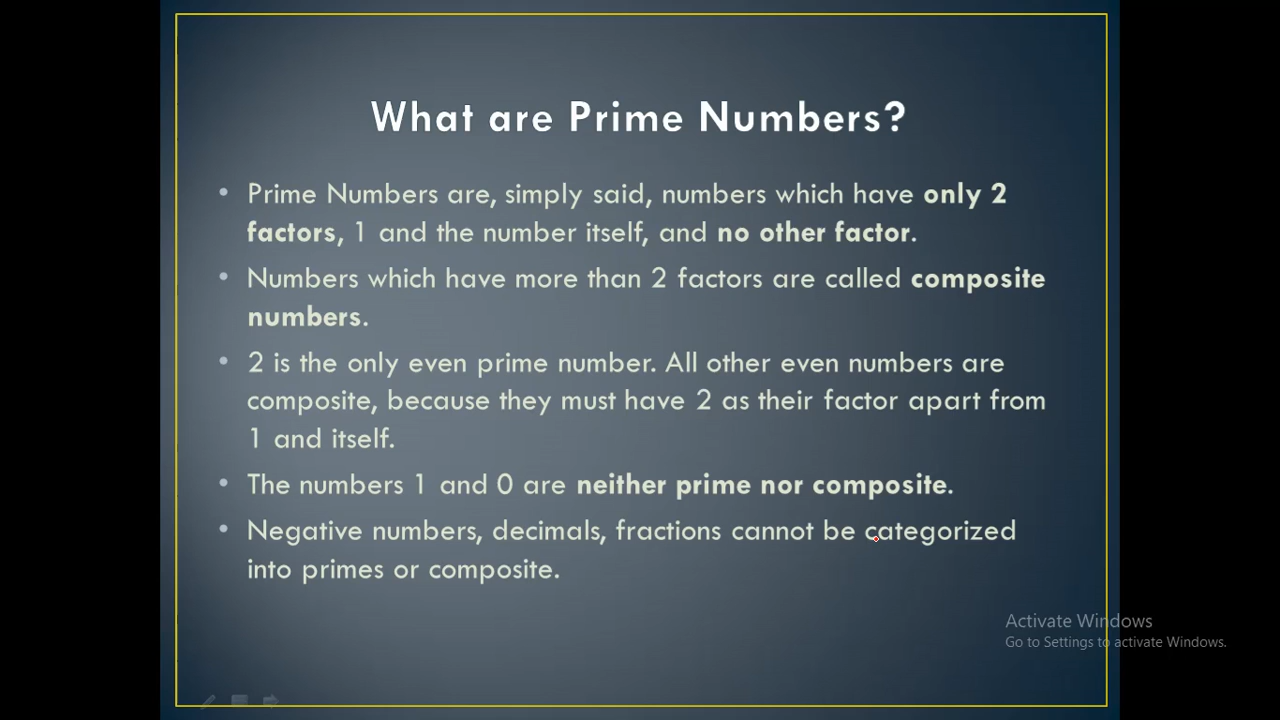 What are Prime Numbers?
• Prime Numbers are, simply said, numbers which have only 2
factors, 1 and the number itself, and no other factor.
• Numbers which have more than 2 factors are called composite
numbers.
• 2 is the only even prime number. All other even numbers are
composite, because they must have 2 as their factor apart from
1 and itself.
• The numbers 1 and 0 are neither prime nor composite.
• Negative numbers, decimals, fractions cannot be categorized
into primes or composite.
Activate Windows
Go to Settings to activate Windows.